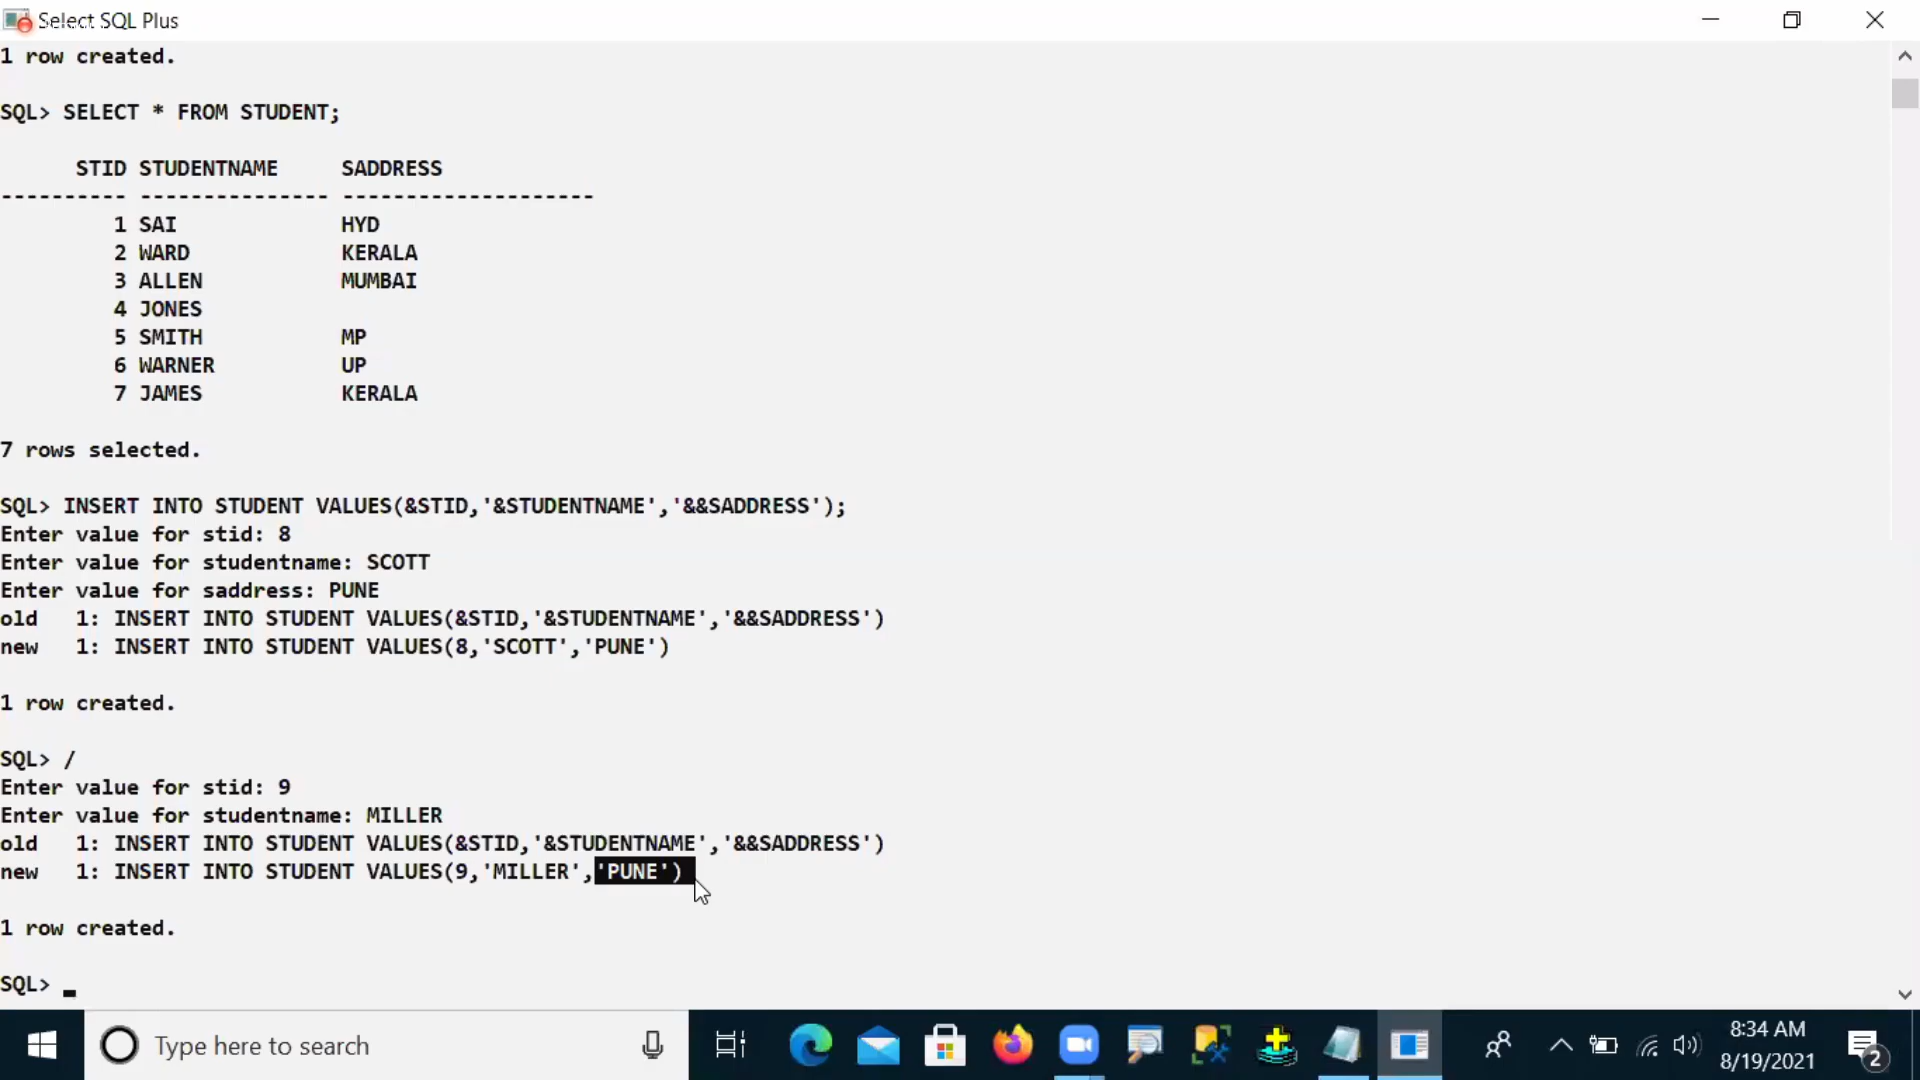 Select SQL Plus
1 row created.
SQL> SELECT * FROM STUDENT;
STID STUDENTNAME     SADDRESS
---------- --------------- --------------------
1 SAI             HYD
2 WARD            KERALA
3 ALLEN           MUMBAI
4 JONES
5 SMITH           MP
6 WARNER          UP
7 JAMES           KERALA
7 rows selected.
SQL> INSERT INTO STUDENT VALUES(&STID,'&STUDENTNAME','&&SADDRESS');
Enter value for stid: 8
Enter value for studentname: SCOTT
Enter value for saddress: PUNE
old   1: INSERT INTO STUDENT VALUES(&STID,'&STUDENTNAME','&&SADDRESS')
new   1: INSERT INTO STUDENT VALUES(8,'SCOTT','PUNE')
1 row created.
SQL> /
Enter value for stid: 9
Enter value for studentname: MILLER
old   1: INSERT INTO STUDENT VALUES(&STID,'&STUDENTNAME','&&SADDRESS')
new   1: INSERT INTO STUDENT VALUES(9,'MILLER','PUNE')
1 row created.
SQL> _
Type here to search
8:34 AM
8/19/2021
2